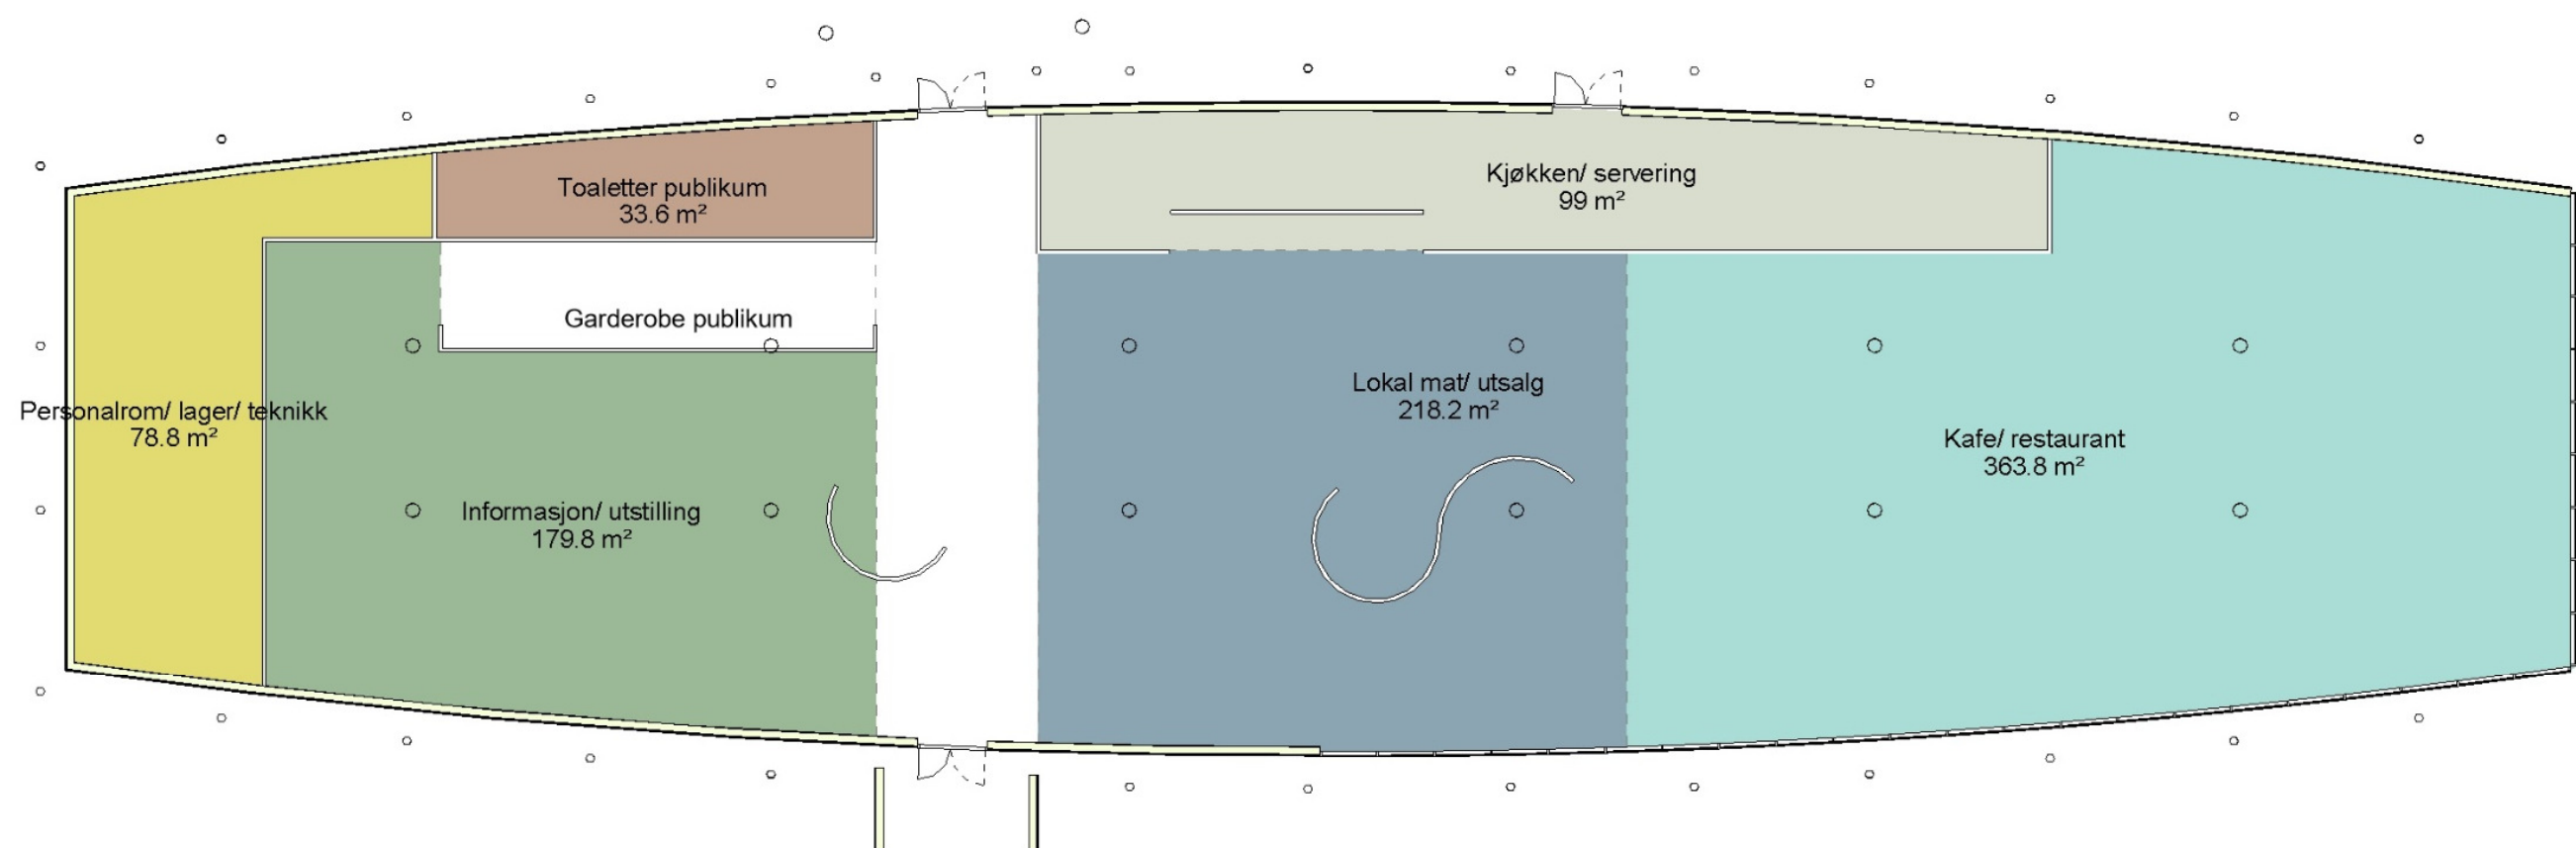 Toaletter publikum
33.6 m²
Kjøkken/ servering
99 m²
Garderobe publikum
Personalrom/ lager/ teknikk
78.8 m²
Lokal mat/ utsalg
218.2 m²
Kafe/ restaurant
363.8 m²
Informasjon/ utstilling
179.8 m²